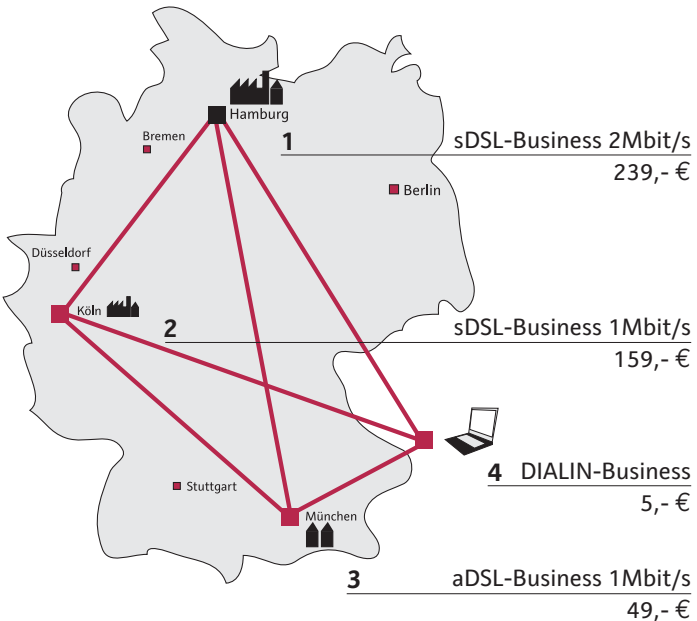 Hamburg
Bremen
1 sDSL-Business 2Mbit/s
239,- €
Berlin
Düsseldorf
Köln
2 sDSL-Business 1Mbit/s
159,- €
4 DIALIN-Business
5,- €
Stuttgart
München
3 aDSL-Business 1Mbit/s
49,- €